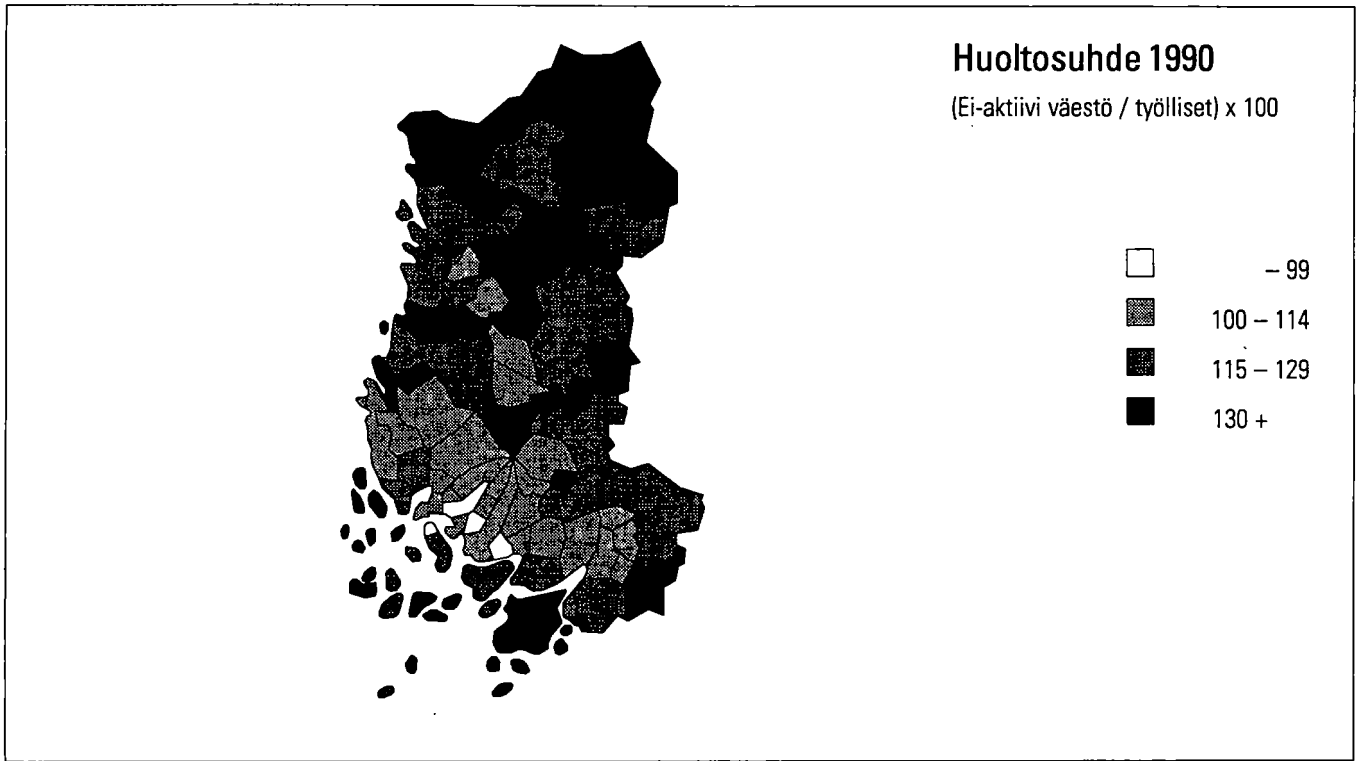 Huoltosuhde 1990
(Ei-aktiivi väestö / työlliset) x 100
– 99
100 – 114
115 – 129
130 +